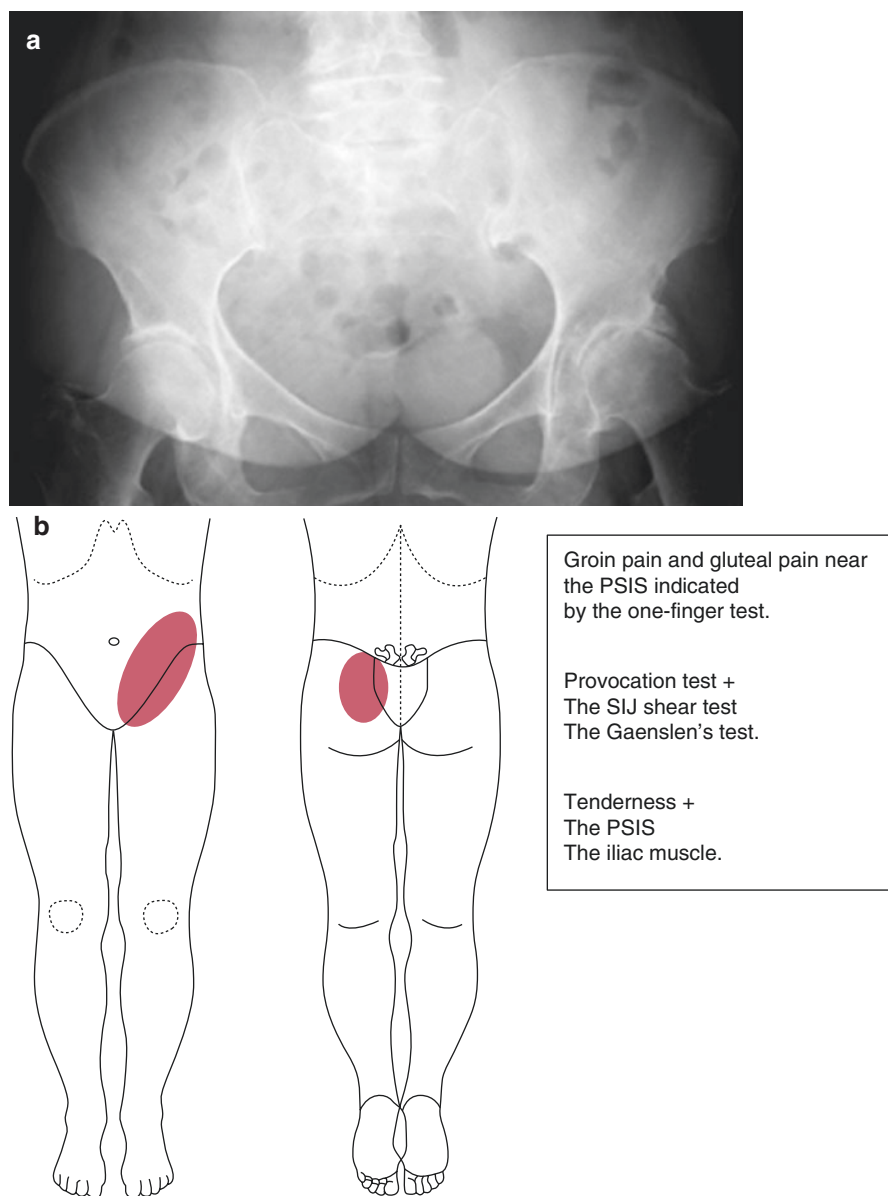 a
b
Groin pain and gluteal pain near
the PSIS indicated
by the one-finger test.
Provocation test +
The SIJ shear test
The Gaenslen's test.
Tenderness +
The PSIS
The iliac muscle.